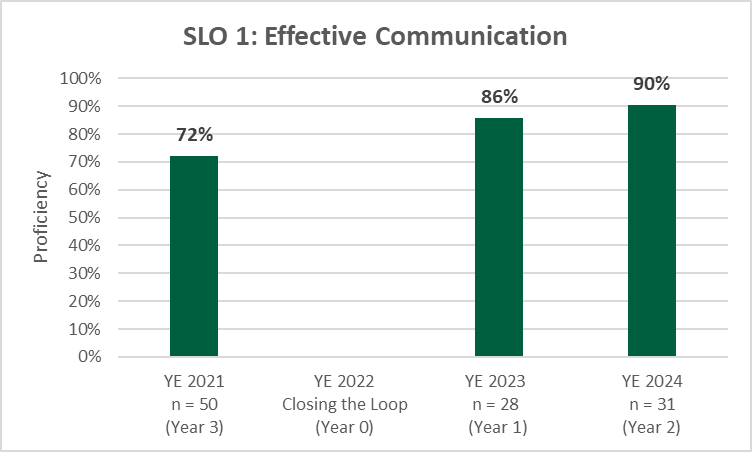 SLO 1: Effective Communication
Proficiency
100%
90%
80%
70%
60%
50%
40%
30%
20%
10%
0%
72%
86%
90%
YE 2021
n = 50
(Year 3)
YE 2022
Closing the Loop
(Year 0)
YE 2023
n = 28
(Year 1)
YE 2024
n = 31
(Year 2)